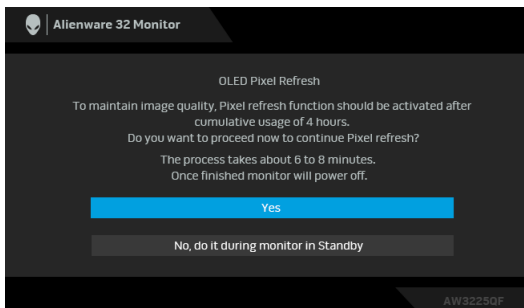 Alienware 32 Monitor
OLED Pixel Refresh
To maintain image quality, Pixel refresh function should be activated after
cumulative usage of 4 hours.
Do you want to proceed now to continue Pixel refresh?
The process takes about 6 to 8 minutes.
Once finished monitor will power off.
Yes
No, do it during monitor in Standby
AW3225QF